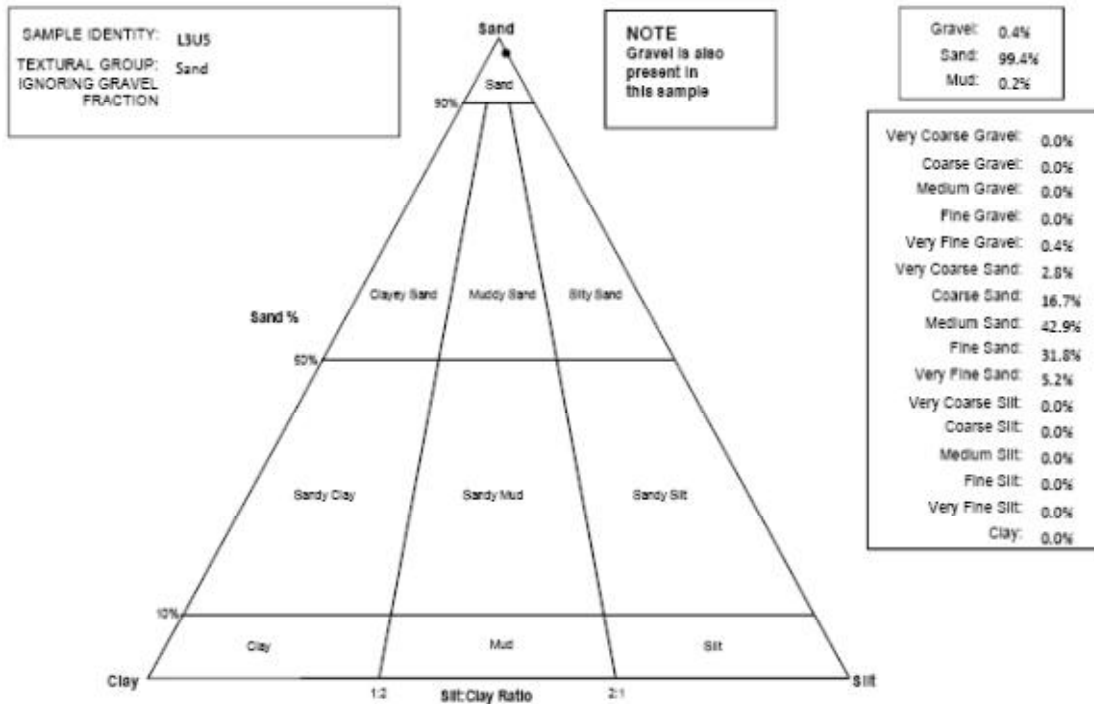 SAMPLE IDENTITY: L3U5
TEXTURAL GROUP: Sand
IGNORING GRAVEL
FRACTION
Sand
NOTE
Gravel is also
present in
this sample
Gravel: 0.4%
Sand: 99.4%
Mud: 0.2%
Very Coarse Gravel: 0.0%
Coarse Gravel: 0.0%
Medium Gravel: 0.0%
Fine Gravel: 0.0%
Very Fine Gravel: 0.4%
Very Coarse Sand: 2.8%
Coarse Sand: 16.7%
Medium Sand: 42.9%
Fine Sand: 31.8%
Very Fine Sand: 5.2%
Very Coarse Silt: 0.0%
Coarse Silt: 0.0%
Medium Silt: 0.0%
Fine Silt: 0.0%
Very Fine Silt: 0.0%
Clay: 0.0%
Sand
90%
Clayey Sand Muddy Sand Silty Sand
Sand %
50%
Sandy Clay Sandy Mud Sandy Silt
10%
Clay Mud Silt
Clay Silt
1:2 Silt:Clay Ratio 2:1